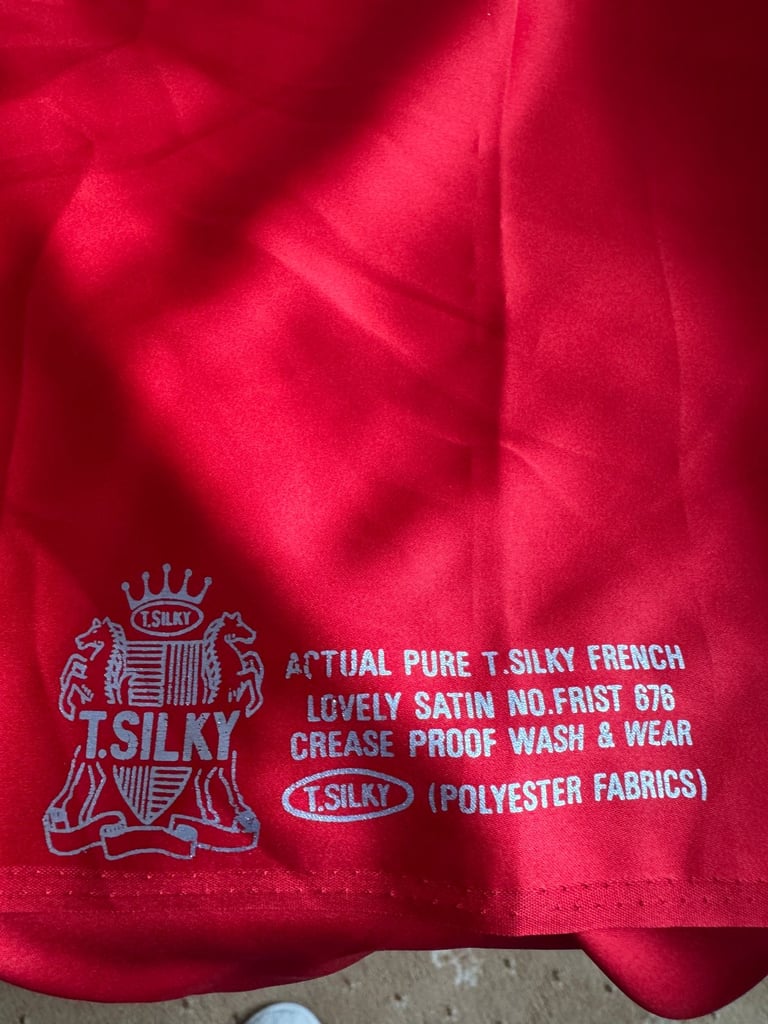 T.SILKY
T.SILKY
ACTUAL PURE T.SILKY FRENCH
LOVELY SATIN NO.FRIST 676
CREASE PROOF WASH & WEAR
T.SILKY (POLYESTER FABRICS)